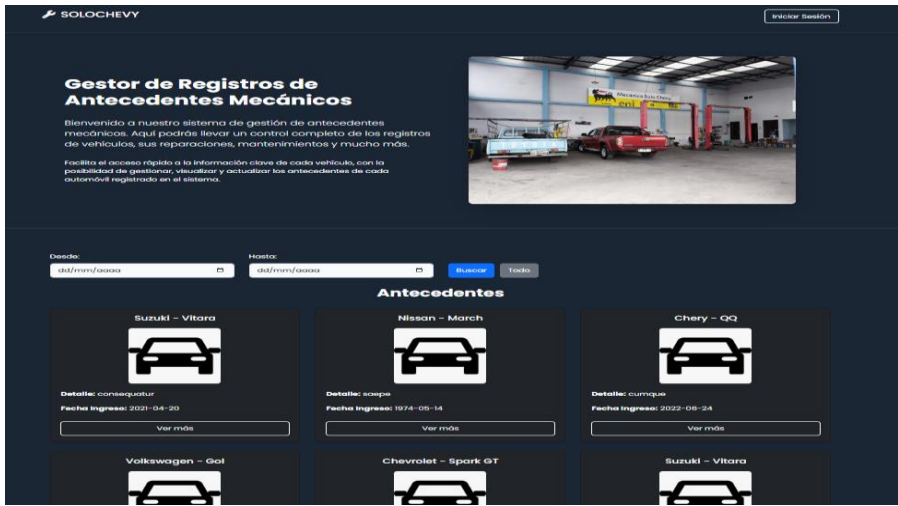 SOLOCHEVY
Iniciar Sesión
Gestor de Registros de
Antecedentes Mecánicos
Bienvenido a nuestro sistema de gestión de antecedentes
mecánicos. Aquí podrás llevar un control completo de los registros
de vehículos, sus reparaciones, mantenimientos y mucho más.
Facilita el acceso rápido a la información clave de cada vehículo, con la
posibilidad de gestionar, visualizar y actualizar los antecedentes de cada
automóvil registrado en el sistema.
eni
TOYOTA
Desde:
Hasta:
dd/mm/aaaa
dd/mm/aaaa
Buscar
Todo
Antecedentes
Suzuki - Vitara
Detalle: consequatur
Fecha Ingreso: 2021-04-20
Ver más
Nissan - March
Detalle: saepe
Fecha Ingreso: 1974-05-14
Ver más
Chery - QQ
Detalle: cumque
Fecha Ingreso: 2022-06-24
Ver más
Volkswagen - Gol
Chevrolet - Spark GT
Suzuki - Vitara